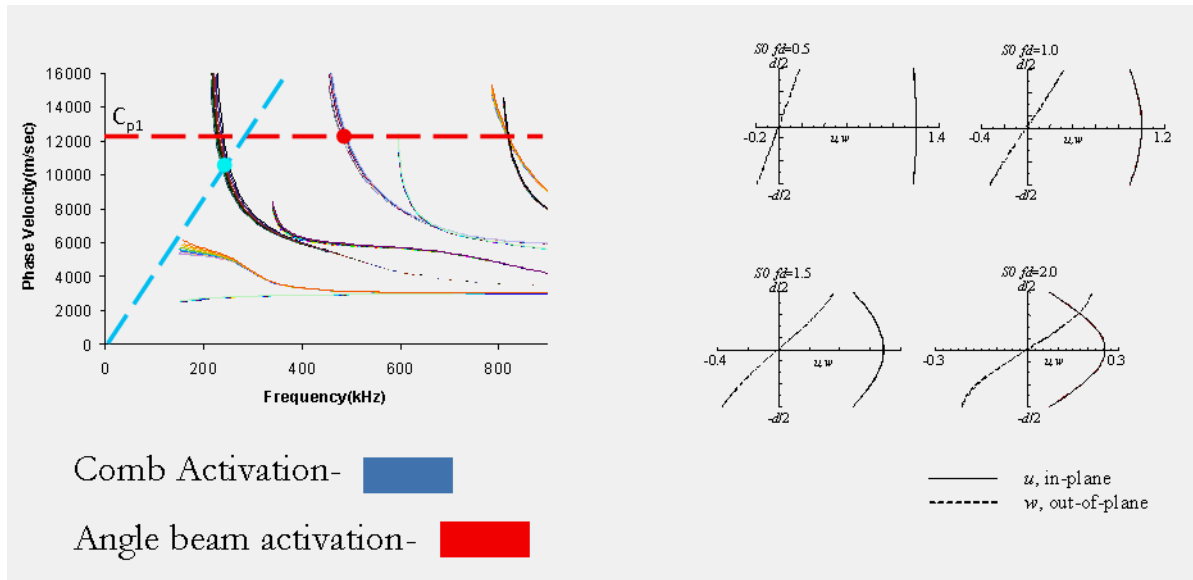 16000
14000
12000
10000
8000
6000
4000
2000
0
Cp1
Phase Velocity(m/sec)
0 200 400 600 800
Frequency(kHz)
Comb Activation-
Angle beam activation-
S0 fd=0.5
d/2
-0.2 u,w 1.4
-d/2
S0 fd=1.0
d/2
-0.4 u,w 1.2
-d/2
S0 fd=1.5
d/2
-0.4 u,w
-d/2
S0 fd=2.0
d/2
-0.3 u,w 0.3
-d/2
u, in-plane
w, out-of-plane